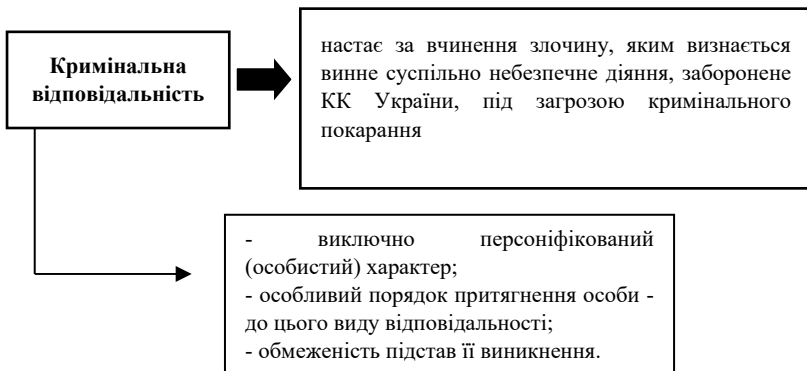 Кримінальна
відповідальність
настає за вчинення злочину, яким визнається
винне суспільно небезпечне діяння, заборонене
КК України, під загрозою кримінального
покарання
- виключно персоніфікований
(особистий) характер;
- особливий порядок притягнення особи -
до цього виду відповідальності;
- обмеженість підстав її виникнення.